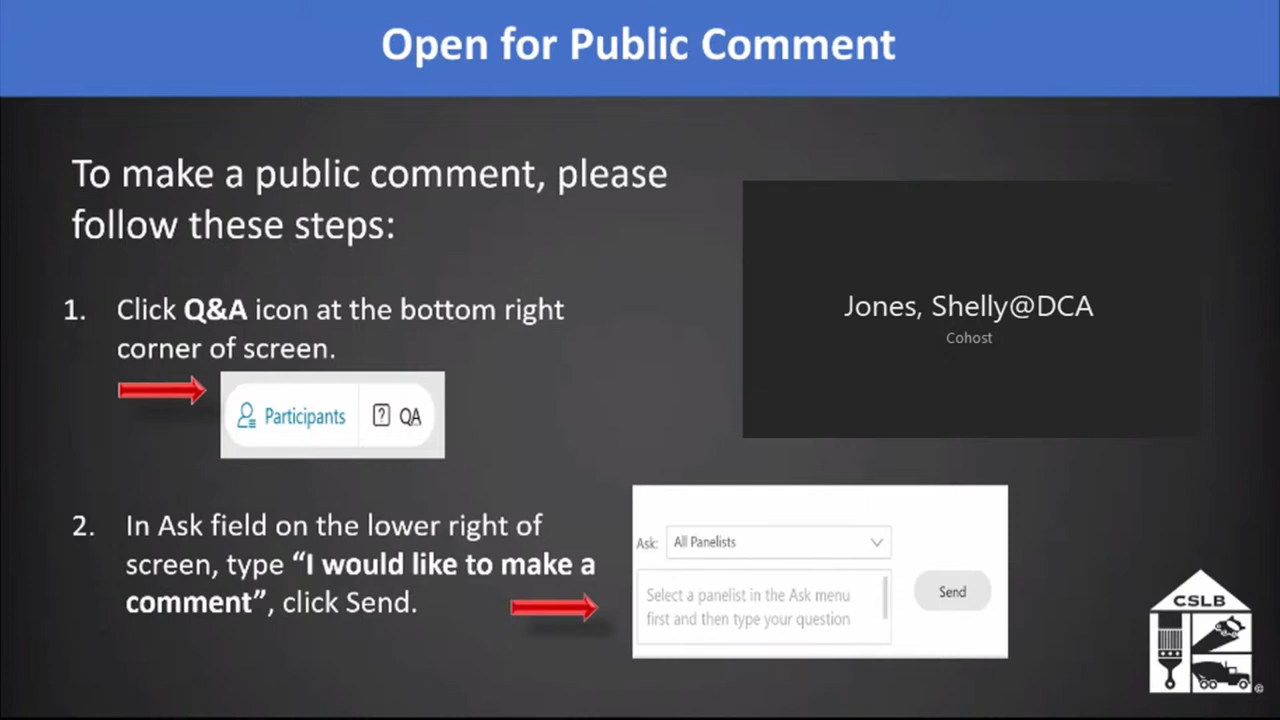 Open for Public Comment
To make a public comment, please
follow these steps:
1. Click Q&A icon at the bottom right
corner of screen.
Participants QA
2. In Ask field on the lower right of
screen, type “I would like to make a
comment”, click Send.
Jones, Shelly@DCA
Cohost
Ask: All Panelists
Select a panelist in the Ask menu
first and then type your question
Send
CSLB
©